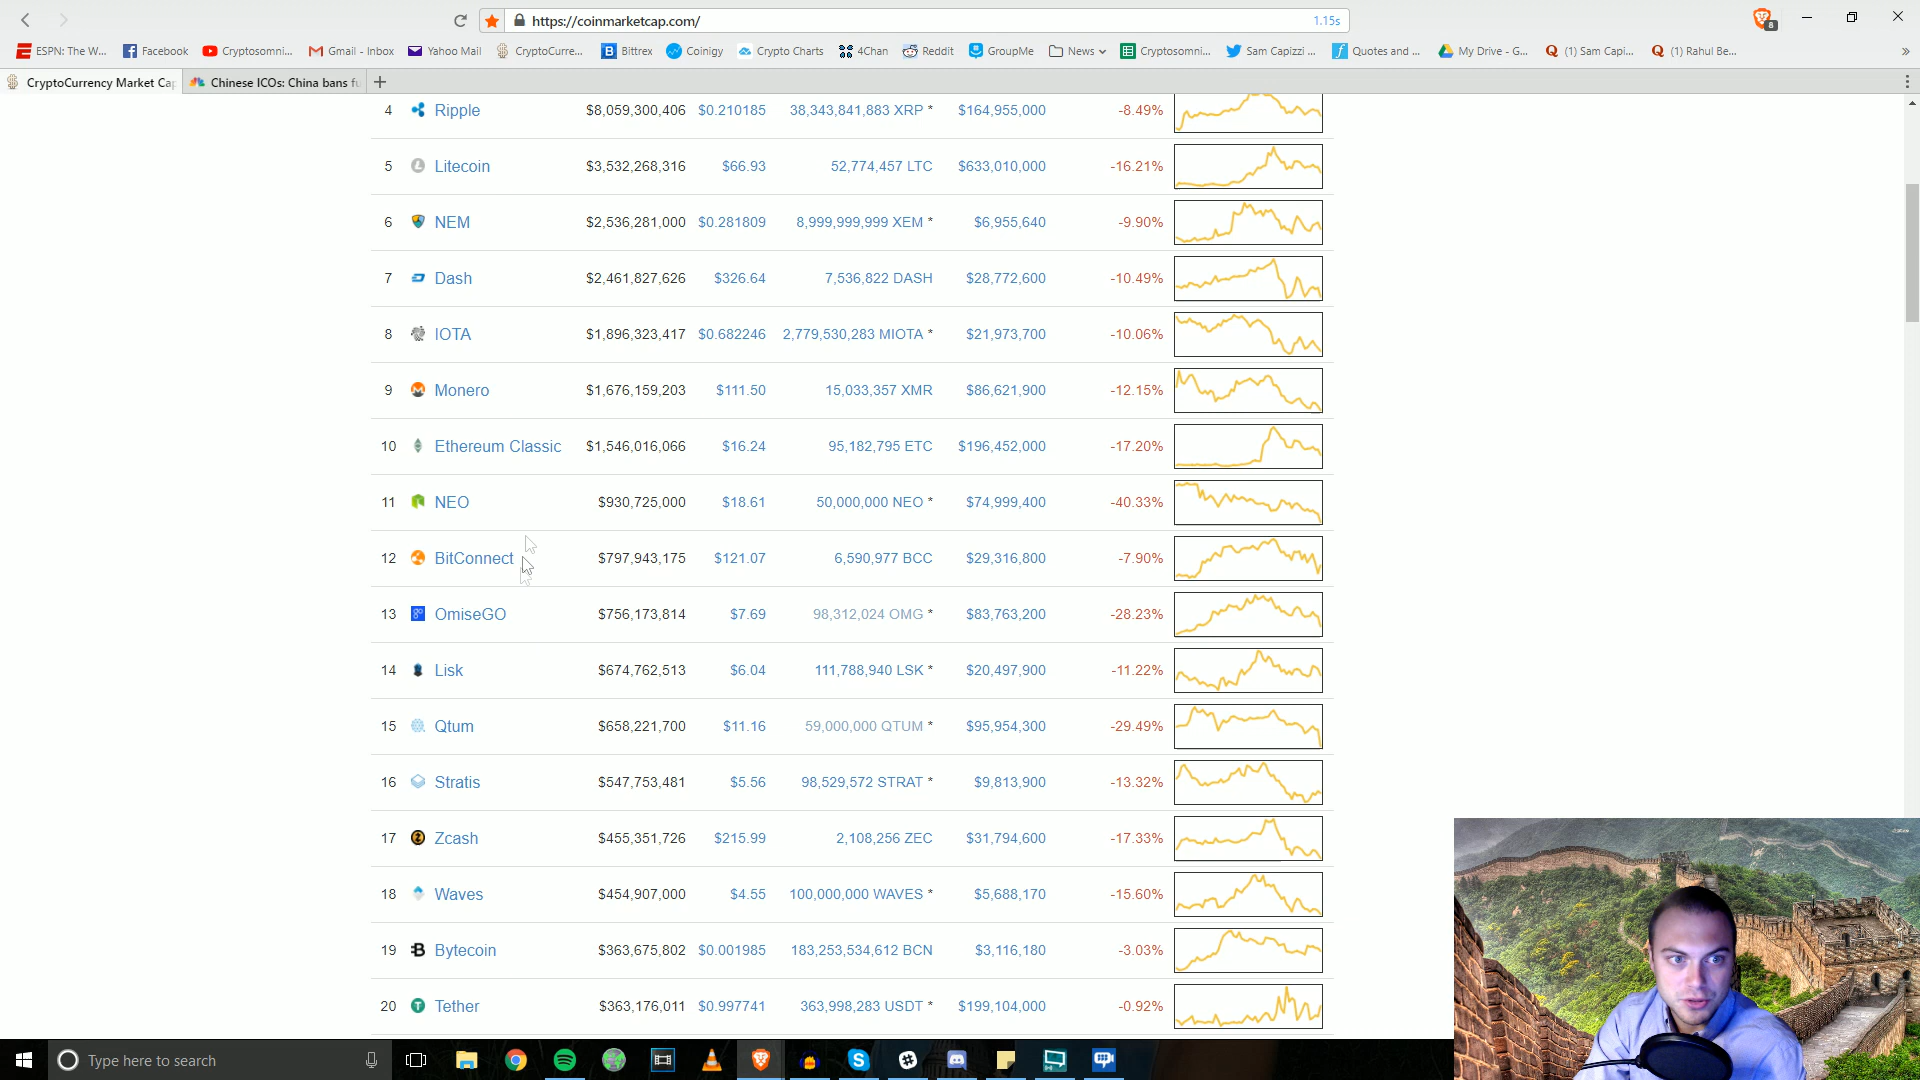 https://coinmarketcap.com/
1.15s
8
ESPN: The W... Facebook Cryptosomni... Gmail - Inbox Yahoo Mail CryptoCurre... Bittrex Coinigy Crypto Charts 4Chan Reddit GroupMe News Cryptosomni... Sam Capizzi ... Quotes and ... My Drive - G... (1) Sam Capi... (1) Rahul Be... »
CryptoCurrency Market Cap Chinese ICOs: China bans fu +
4 Ripple $8,059,300,406 $0.210185 38,343,841,883 XRP * $164,955,000 -8.49%
5 Litecoin $3,532,268,316 $66.93 52,774,457 LTC $633,010,000 -16.21%
6 NEM $2,536,281,000 $0.281809 8,999,999,999 XEM * $6,955,640 -9.90%
7 Dash $2,461,827,626 $326.64 7,536,822 DASH $28,772,600 -10.49%
8 IOTA $1,896,323,417 $0.682246 2,779,530,283 MIOTA * $21,973,700 -10.06%
9 Monero $1,676,159,203 $111.50 15,033,357 XMR $86,621,900 -12.15%
10 Ethereum Classic $1,546,016,066 $16.24 95,182,795 ETC $196,452,000 -17.20%
11 NEO $930,725,000 $18.61 50,000,000 NEO * $74,999,400 -40.33%
12 BitConnect $797,943,175 $121.07 6,590,977 BCC $29,316,800 -7.90%
13 OmiseGO $756,173,814 $7.69 98,312,024 OMG * $83,763,200 -28.23%
14 Lisk $674,762,513 $6.04 111,788,940 LSK * $20,497,900 -11.22%
15 Qtum $658,221,700 $11.16 59,000,000 QTUM * $95,954,300 -29.49%
16 Stratis $547,753,481 $5.56 98,529,572 STRAT * $9,813,900 -13.32%
17 Zcash $455,351,726 $215.99 2,108,256 ZEC $31,794,600 -17.33%
18 Waves $454,907,000 $4.55 100,000,000 WAVES * $5,688,170 -15.60%
19 Bytecoin $363,675,802 $0.001985 183,253,534,612 BCN $3,116,180 -3.03%
20 Tether $363,176,011 $0.997741 363,998,283 USDT * $199,104,000 -0.92%
Type here to search